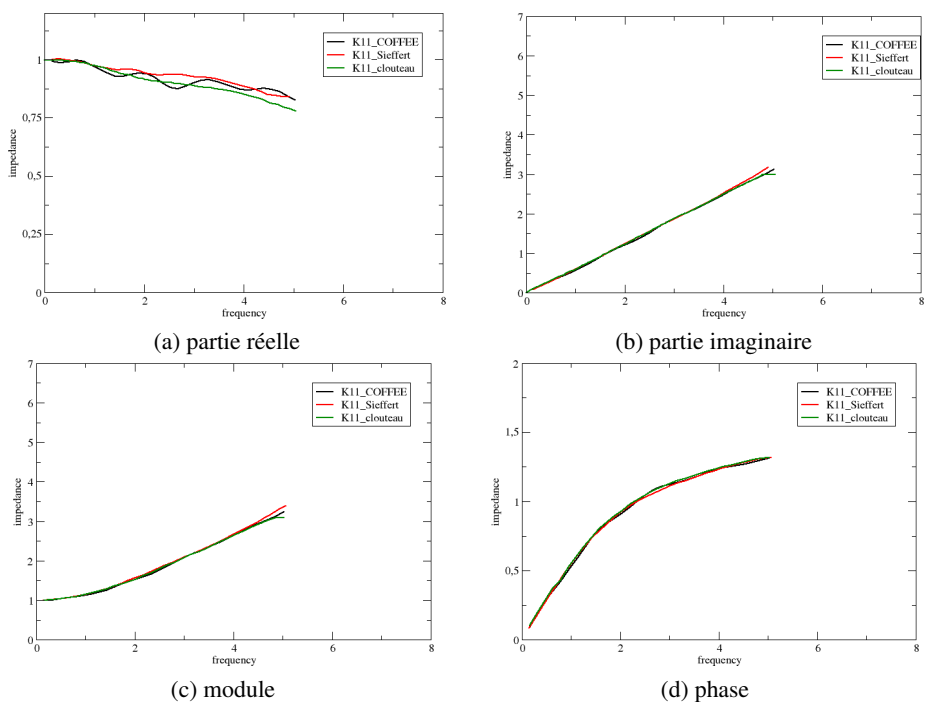 K11_COFFEE
K11_Sieffert
K11_clouteau
impedance
1
0,75
0,5
0,25
0
0 2 4 6 8
frequency
(a) partie réelle
K11_COFFEE
K11_Sieffert
K11_clouteau
impedance
7
6
5
4
3
2
1
0
0 2 4 6 8
frequency
(b) partie imaginaire
K11_COFFEE
K11_Sieffert
K11_clouteau
impedance
7
6
5
4
3
2
1
0
0 2 4 6 8
frequency
(c) module
K11_COFFEE
K11_Sieffert
K11_clouteau
impedance
2
1,5
1
0,5
0
0 2 4 6 8
frequency
(d) phase